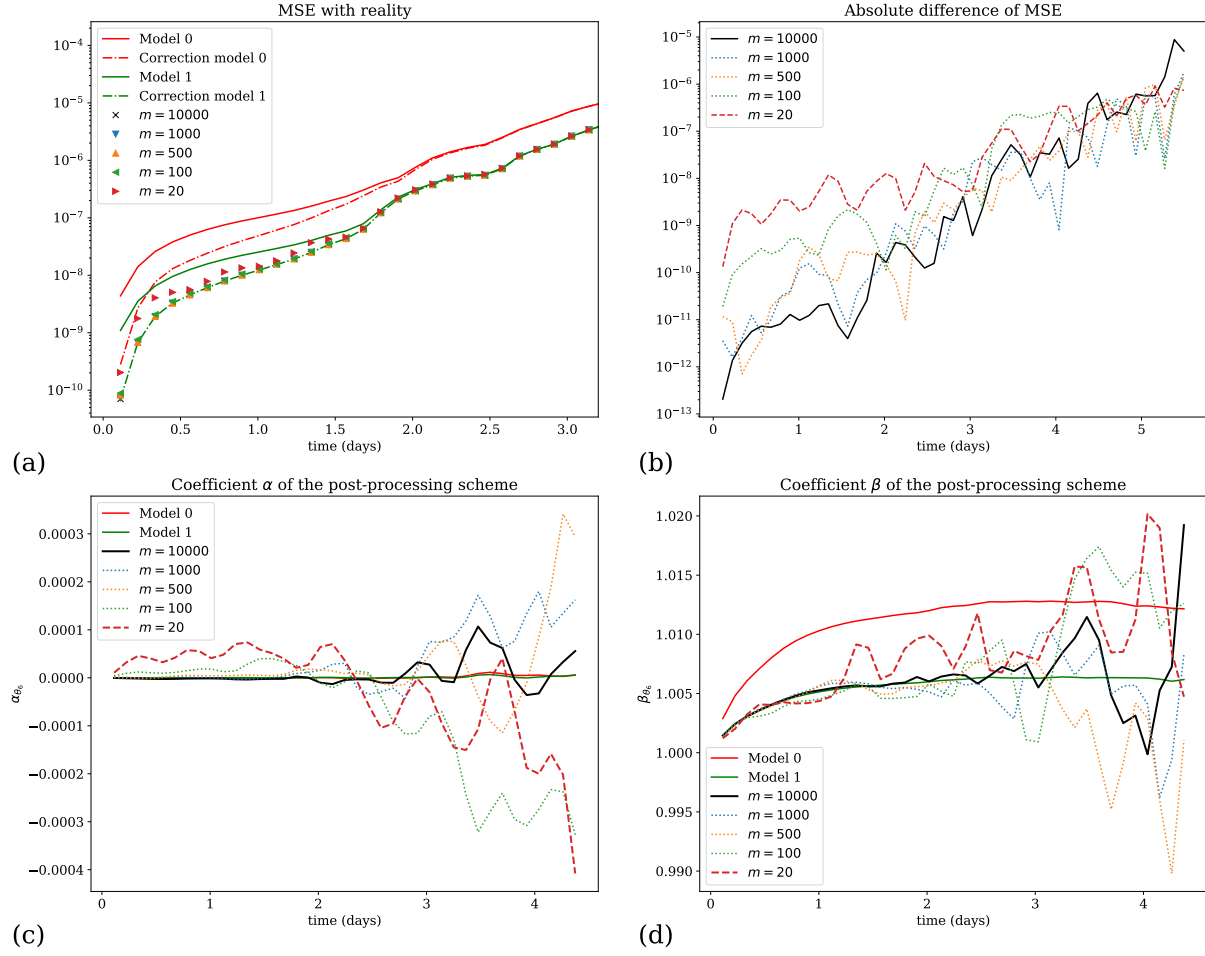 MSE with reality
Model 0
Correction model 0
Model 1
Correction model 1
m = 10000
m = 1000
m = 500
m = 100
m = 20
10⁻⁴
10⁻⁵
10⁻⁶
10⁻⁷
10⁻⁸
10⁻⁹
10⁻¹⁰
0.0 0.5 1.0 1.5 2.0 2.5 3.0
time (days)
(a)
Absolute difference of MSE
m = 10000
m = 1000
m = 500
m = 100
m = 20
10⁻⁵
10⁻⁶
10⁻⁷
10⁻⁸
10⁻⁹
10⁻¹⁰
10⁻¹¹
10⁻¹²
10⁻¹³
0 1 2 3 4 5
time (days)
(b)
Coefficient α of the post-processing scheme
Model 0
Model 1
m = 10000
m = 1000
m = 500
m = 100
m = 20
0.0003
0.0002
0.0001
0.0000
−0.0001
−0.0002
−0.0003
−0.0004
α_θ₆
0 1 2 3 4
time (days)
(c)
Coefficient β of the post-processing scheme
1.020
1.015
1.010
1.005
1.000
0.995
0.990
β_θ₆
Model 0
Model 1
m = 10000
m = 1000
m = 500
m = 100
m = 20
0 1 2 3 4
time (days)
(d)